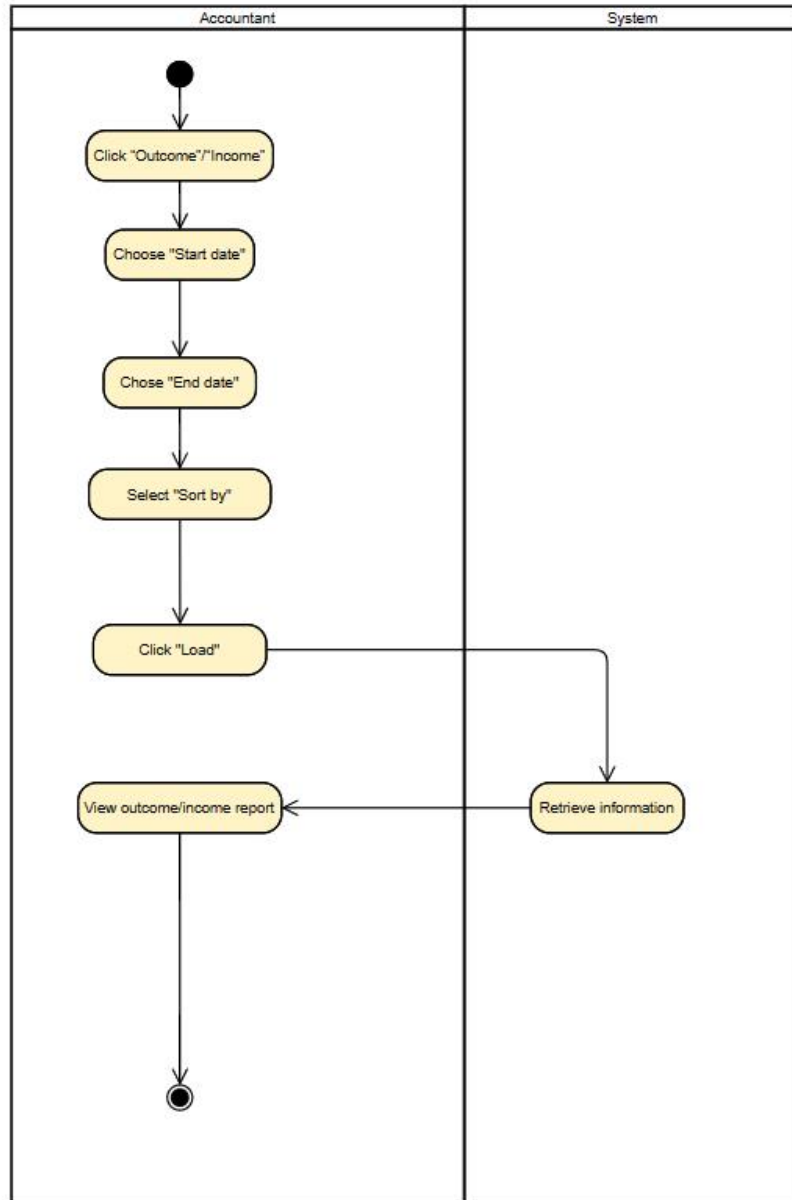 Accountant
System
Click "Outcome"/"Income"
Choose "Start date"
Chose "End date"
Select "Sort by"
Click "Load"
View outcome/income report
Retrieve information